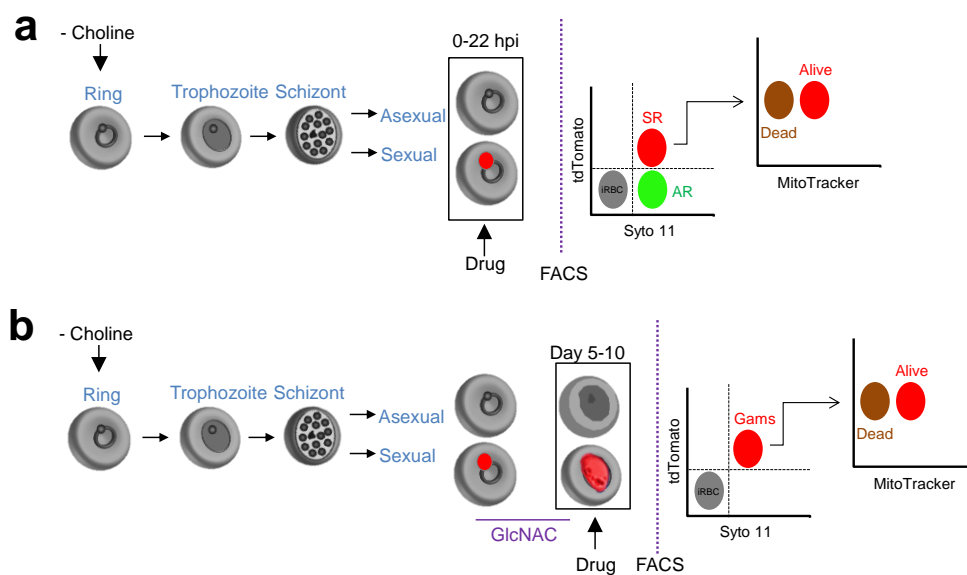 a
- Choline
Ring
Trophozoite Schizont
Asexual
Sexual
0-22 hpi
Drug
FACS
tdTomato
SR
iRBC
AR
Syto 11
Alive
Dead
MitoTracker
b
- Choline
Ring
Trophozoite Schizont
Asexual
Sexual
Day 5-10
GlcNAC
Drug
FACS
tdTomato
Gams
iRBC
Syto 11
Alive
Dead
MitoTracker